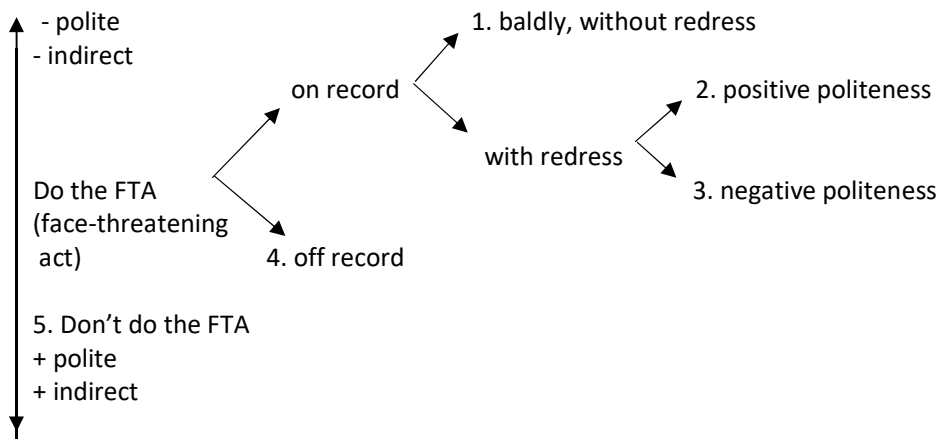 - polite
1. baldly, without redress
- indirect
on record
2. positive politeness
with redress
Do the FTA
3. negative politeness
(face-threatening
act)
4. off record
5. Don’t do the FTA
+ polite
+ indirect